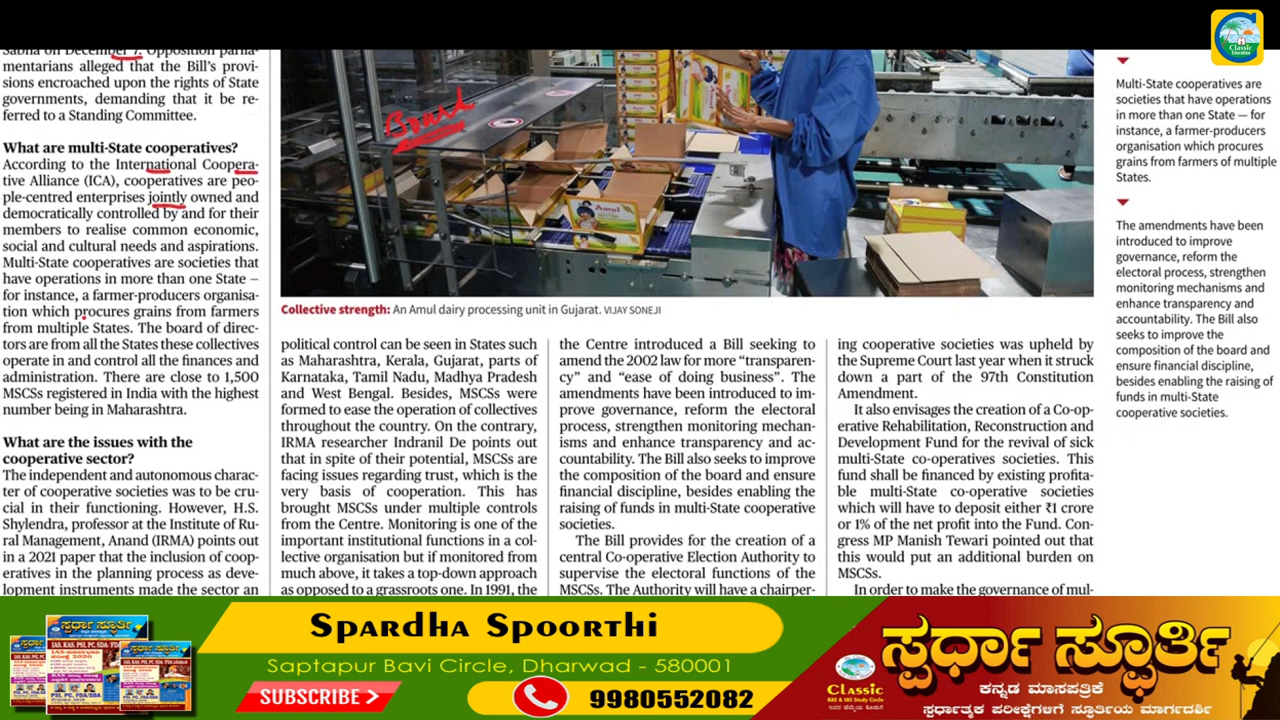 Sabha on December 7. Opposition parlia-
mentarians alleged that the Bill's provi-
sions encroached upon the rights of State
governments, demanding that it be re-
ferred to a Standing Committee.
What are multi-State cooperatives?
According to the International Coopera-
tive Alliance (ICA), cooperatives are peo-
ple-centred enterprises jointly owned and
democratically controlled by and for their
members to realise common economic,
social and cultural needs and aspirations.
Multi-State cooperatives are societies that
have operations in more than one State –
for instance, a farmer-producers organisa-
tion which procures grains from farmers
from multiple States. The board of direc-
tors are from all the States these collectives
operate in and control all the finances and
administration. There are close to 1,500
MSCSs registered in India with the highest
number being in Maharashtra.
What are the issues with the
cooperative sector?
The independent and autonomous charac-
ter of cooperative societies was to be cru-
cial in their functioning. However, H.S.
Shylendra, professor at the Institute of Ru-
ral Management, Anand (IRMA) points out
in a 2021 paper that the inclusion of coop-
eratives in the planning process as deve-
lopment instruments made the sector an
Board
Amul
Collective strength: An Amul dairy processing unit in Gujarat. VIJAY SONEJI
political control can be seen in States such
as Maharashtra, Kerala, Gujarat, parts of
Karnataka, Tamil Nadu, Madhya Pradesh
and West Bengal. Besides, MSCSs were
formed to ease the operation of collectives
throughout the country. On the contrary,
IRMA researcher Indranil De points out
that in spite of their potential, MSCSs are
facing issues regarding trust, which is the
very basis of cooperation. This has
brought MSCSs under multiple controls
from the Centre. Monitoring is one of the
important institutional functions in a col-
lective organisation but if monitored from
much above, it takes a top-down approach
as opposed to a grassroots one. In 1991, the
the Centre introduced a Bill seeking to
amend the 2002 law for more “transparen-
cy” and “ease of doing business”. The
amendments have been introduced to im-
prove governance, reform the electoral
process, strengthen monitoring mechan-
isms and enhance transparency and ac-
countability. The Bill also seeks to improve
the composition of the board and ensure
financial discipline, besides enabling the
raising of funds in multi-State cooperative
societies.
The Bill provides for the creation of a
central Co-operative Election Authority to
supervise the electoral functions of the
MSCSs. The Authority will have a chairper-
ing cooperative societies was upheld by
the Supreme Court last year when it struck
down a part of the 97th Constitution
Amendment.
It also envisages the creation of a Co-op-
erative Rehabilitation, Reconstruction and
Development Fund for the revival of sick
multi-State co-operatives societies. This
fund shall be financed by existing profita-
ble multi-State co-operative societies
which will have to deposit either ₹1 crore
or 1% of the net profit into the Fund. Con-
gress MP Manish Tewari pointed out that
this would put an additional burden on
MSCSs.
In order to make the governance of mul-
Classic
Education
Multi-State cooperatives are
societies that have operations
in more than one State — for
instance, a farmer-producers
organisation which procures
grains from farmers of multiple
States.
The amendments have been
introduced to improve
governance, reform the
electoral process, strengthen
monitoring mechanisms and
enhance transparency and
accountability. The Bill also
seeks to improve the
composition of the board and
ensure financial discipline,
besides enabling the raising of
funds in multi-State
cooperative societies.
ಸ್ಪರ್ಧಾ ಸ್ಫೂರ್ತಿ
Spardha Spoorthi
Saptapur Bavi Circle Dharwad - 580001
SUBSCRIBE
9980552082
Classic
KAS & IAS Study Circle
ಸ್ಪರ್ಧಾ ಸ್ಫೂರ್ತಿ
ಕನ್ನಡ ಮಾಸಪತ್ರಿಕೆ
ಸ್ಪರ್ಧಾತ್ಮಕ ಪರೀಕ್ಷೆಗಳಿಗೆ ಸ್ಫೂರ್ತಿಯ ಮಾರ್ಗದರ್ಶಿ